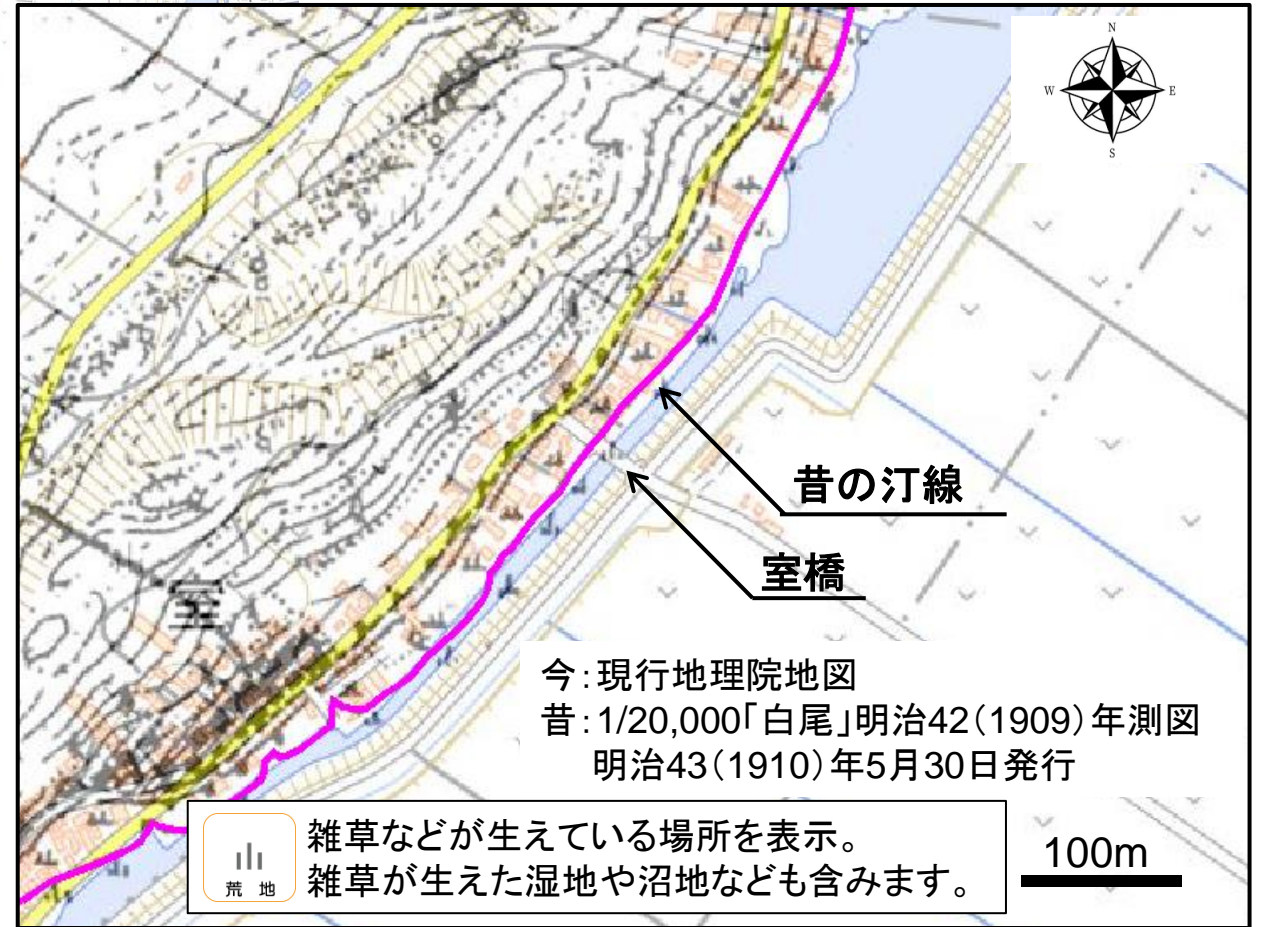 N
W
E
S
昔の汀線
室橋
室
今：現行地理院地図
昔：1/20,000「白尾」明治42（1909）年測図
明治43（1910）年5月30日発行
荒地
雑草などが生えている場所を表示。
雑草が生えた湿地や沼地なども含みます。
100m